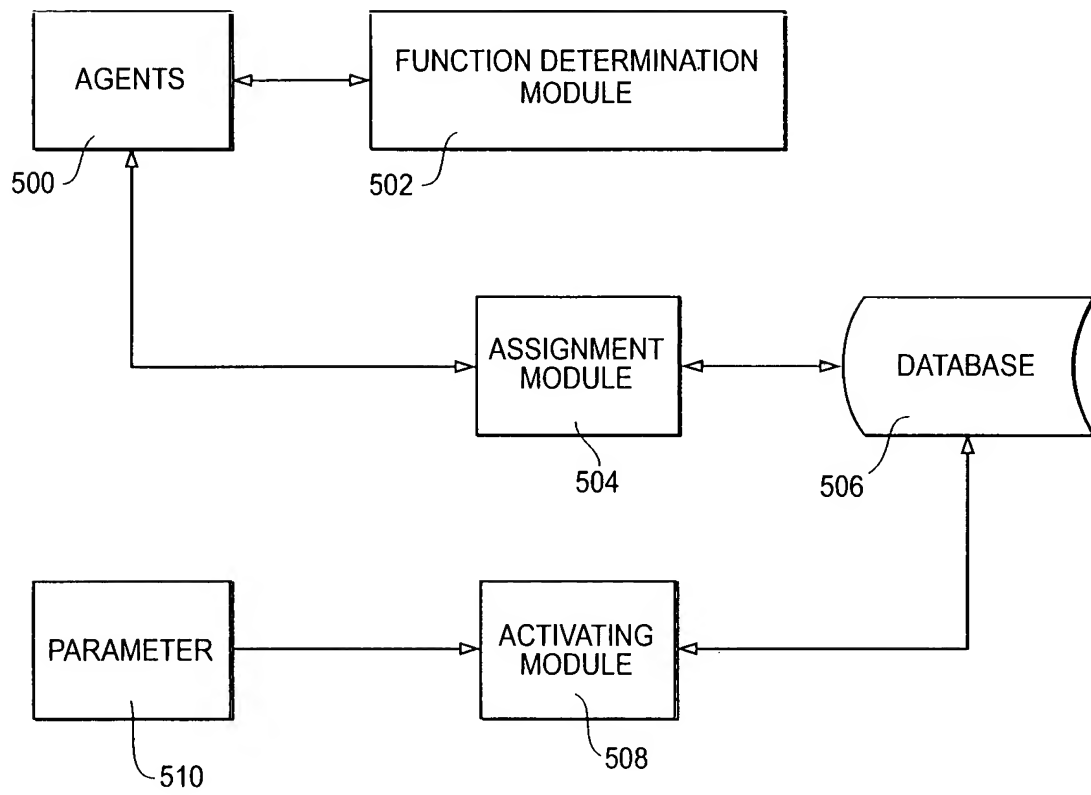 AGENTS
FUNCTION DETERMINATION
MODULE
500
502
ASSIGNMENT
MODULE
DATABASE
504
506
PARAMETER
ACTIVATING
MODULE
510
508